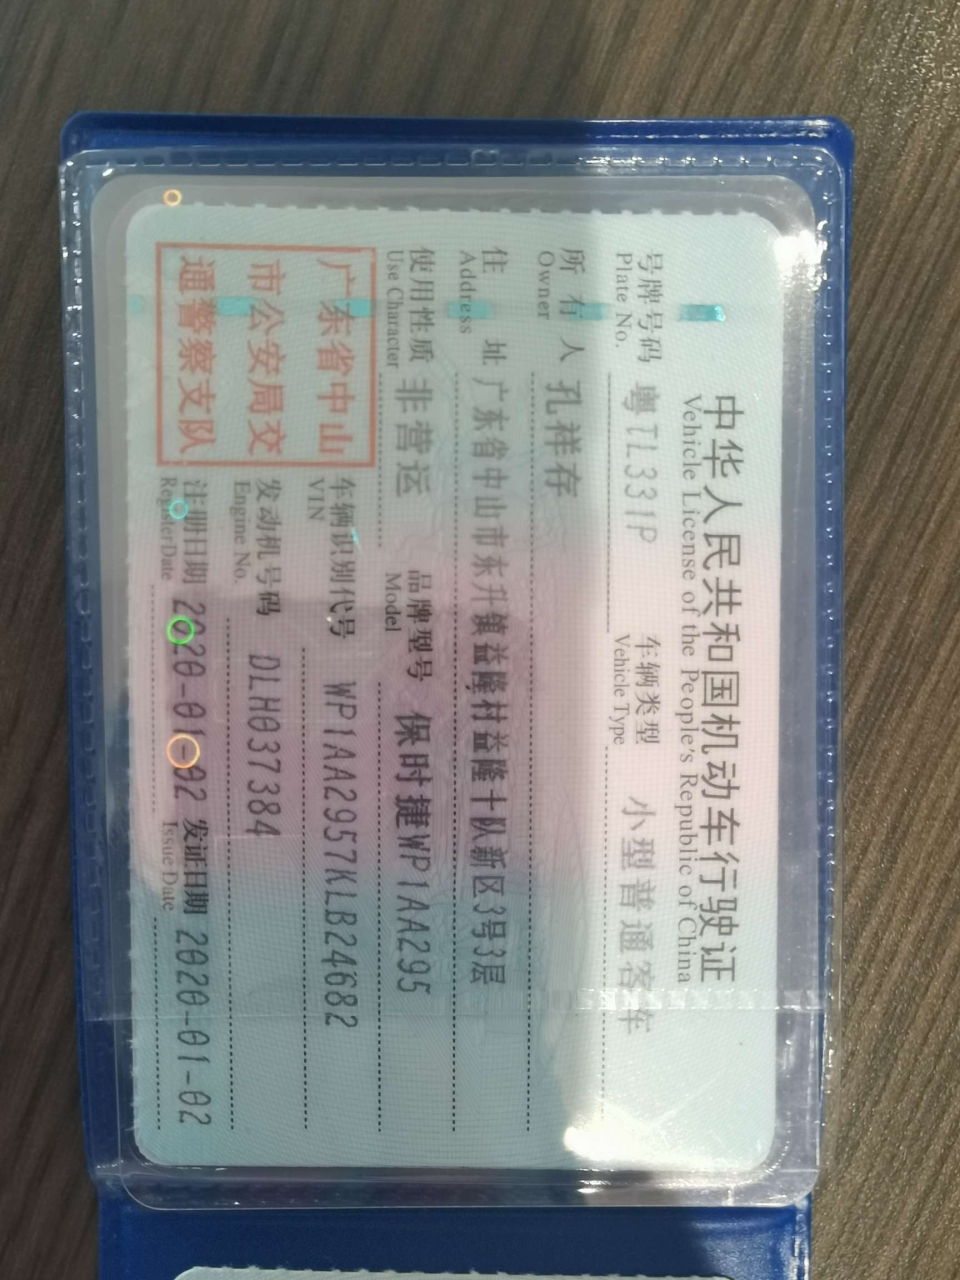 中华人民共和国机动车行驶证
Vehicle License of the People's Republic of China
号牌号码 粤TL331P 车辆类型 小型普通客车
Plate No. Vehicle Type
所有人 孔祥存
Owner
住址 广东省中山市东升镇益隆村益隆十队新区3号3层
Address
使用性质 非营运 品牌型号 保时捷WP1AA295
Use Character Model
广东省中山
市公安局交
通警察支队
车辆识别代号 WP1AA2957KLB24682
VIN
发动机号码 DLH037384
Engine No.
注册日期 2020-01-02 发证日期 2020-01-02
Register Date Issue Date